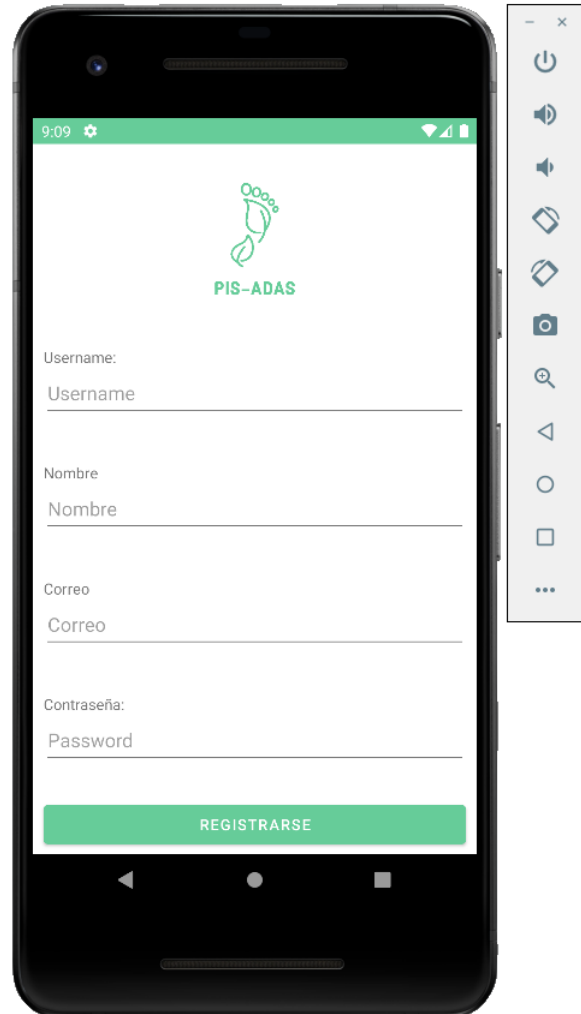 9:09
PIS-ADAS
Username:
Username
Nombre
Nombre
Correo
Correo
Contraseña:
Password
REGISTRARSE